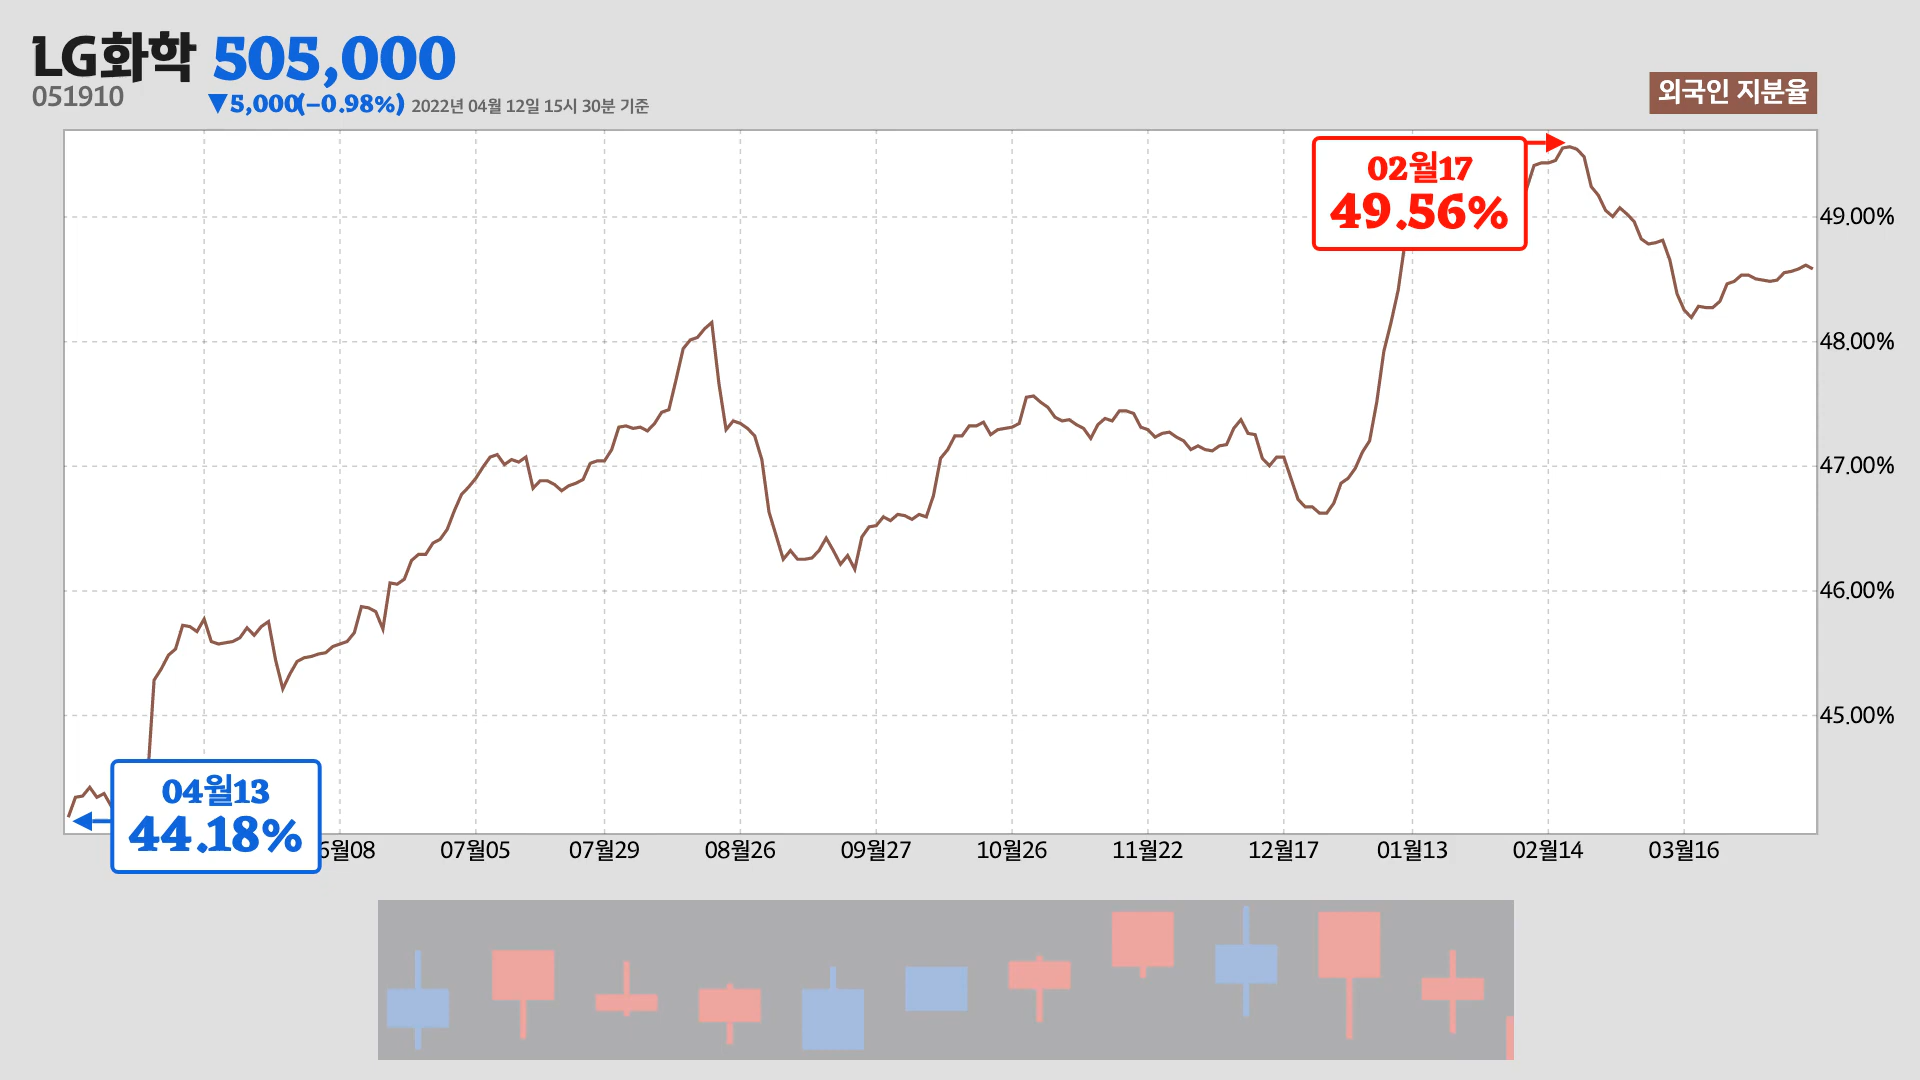 LG화학 505,000
051910
▼5,000(−0.98%) 2022년 04월 12일 15시 30분 기준
외국인 지분율
02월17
49.56%
49.00%
48.00%
47.00%
46.00%
45.00%
04월13
44.18%
6월08 07월05 07월29 08월26 09월27 10월26 11월22 12월17 01월13 02월14 03월16